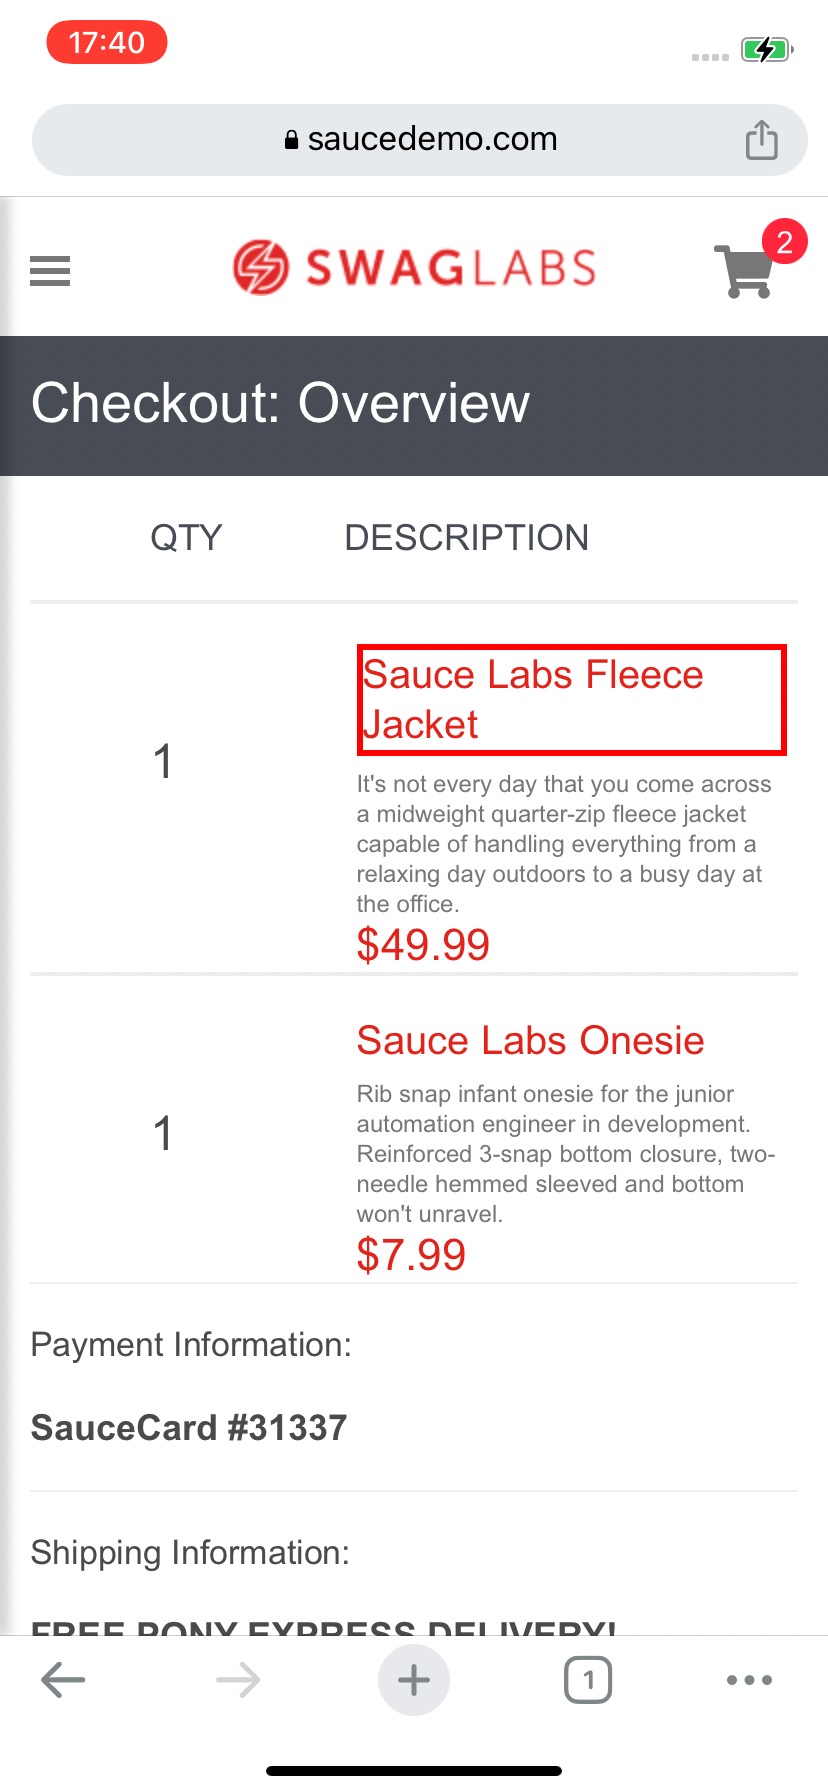 17:40
saucedemo.com
SWAGLABS
2
Checkout: Overview
QTY DESCRIPTION
Sauce Labs Fleece
Jacket
1
It's not every day that you come across
a midweight quarter-zip fleece jacket
capable of handling everything from a
relaxing day outdoors to a busy day at
the office.
$49.99
Sauce Labs Onesie
1
Rib snap infant onesie for the junior
automation engineer in development.
Reinforced 3-snap bottom closure, two-
needle hemmed sleeved and bottom
won't unravel.
$7.99
Payment Information:
SauceCard #31337
Shipping Information:
FREE PONY EXPRESS DELIVERY!
1